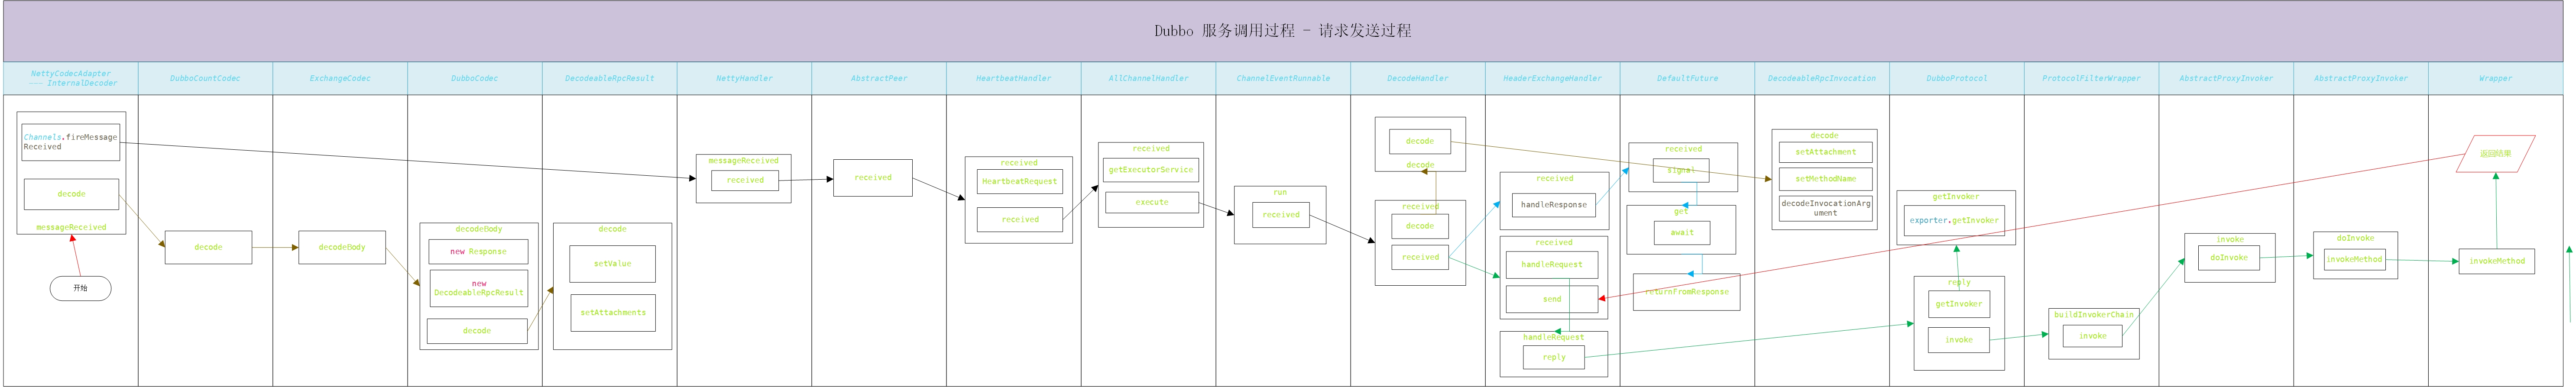 Dubbo 服务调用过程 - 请求发送过程
NettyCodecAdapter
--- InternalDecoder
DubboCountCodec
ExchangeCodec
DubboCodec
DecodeableRpcResult
NettyHandler
AbstractPeer
HeartbeatHandler
AllChannelHandler
ChannelEventRunnable
DecodeHandler
HeaderExchangeHandler
DefaultFuture
DecodeableRpcInvocation
DubboProtocol
ProtocolFilterWrapper
AbstractProxyInvoker
AbstractProxyInvoker
Wrapper
Channels.fireMessage
Received
decode
messageReceived
开始
decode
decodeBody
decodeBody
new Response
new
DecodeableRpcResult
decode
decode
setValue
setAttachments
messageReceived
received
received
received
HeartbeatRequest
received
received
getExecutorService
execute
run
received
decode
decode
received
decode
received
received
handleResponse
received
handleRequest
send
handleRequest
reply
received
signal
get
await
returnFromResponse
decode
setAttachment
setMethodName
decodeInvocationArg
ument
getInvoker
exporter.getInvoker
reply
getInvoker
invoke
buildInvokerChain
invoke
invoke
doInvoke
doInvoke
invokeMethod
返回结果
invokeMethod